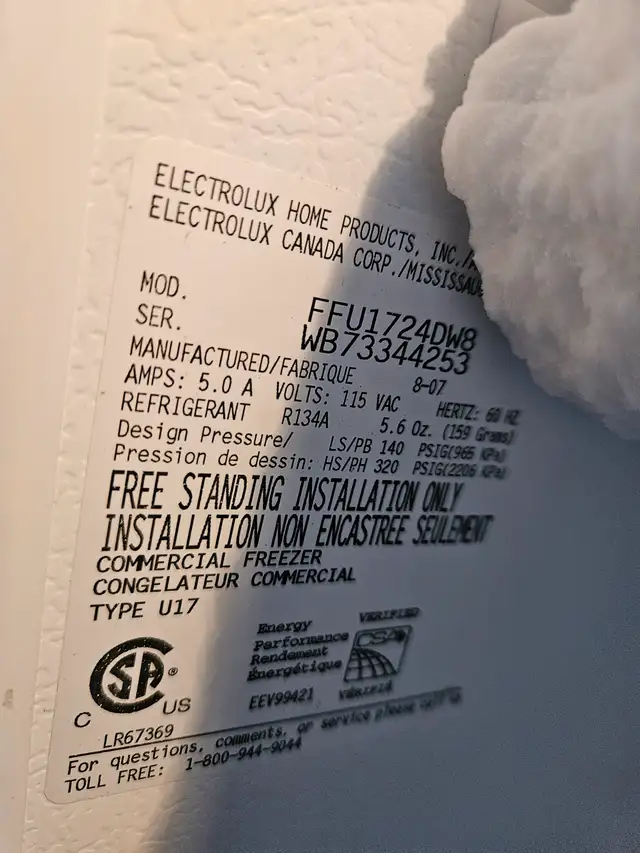 ELECTROLUX HOME PRODUCTS, INC./
ELECTROLUX CANADA CORP./MISSISSAU
MOD. FFU1724DW8
SER. WB73344253
MANUFACTURED/FABRIQUE 8-07
AMPS: 5.0 A VOLTS: 115 VAC HERTZ: 60 HZ
REFRIGERANT R134A 5.6 Oz. (159 Grams)
Design Pressure/ LS/PB 140 PSIG(965 KPa)
Pression de dessin: HS/PH 320 PSIG(2206 KPa)
FREE STANDING INSTALLATION ONLY
INSTALLATION NON ENCASTREE SEULEMENT
COMMERCIAL FREEZER
CONGELATEUR COMMERCIAL
TYPE U17
Energy VERIFIED
Performance CSA
Rendement
Énergétique
EEV99421 VÉRIFIÉ
SA ®
C US
LR67369
For questions, comments, or service please call
TOLL FREE: 1-800-944-9044